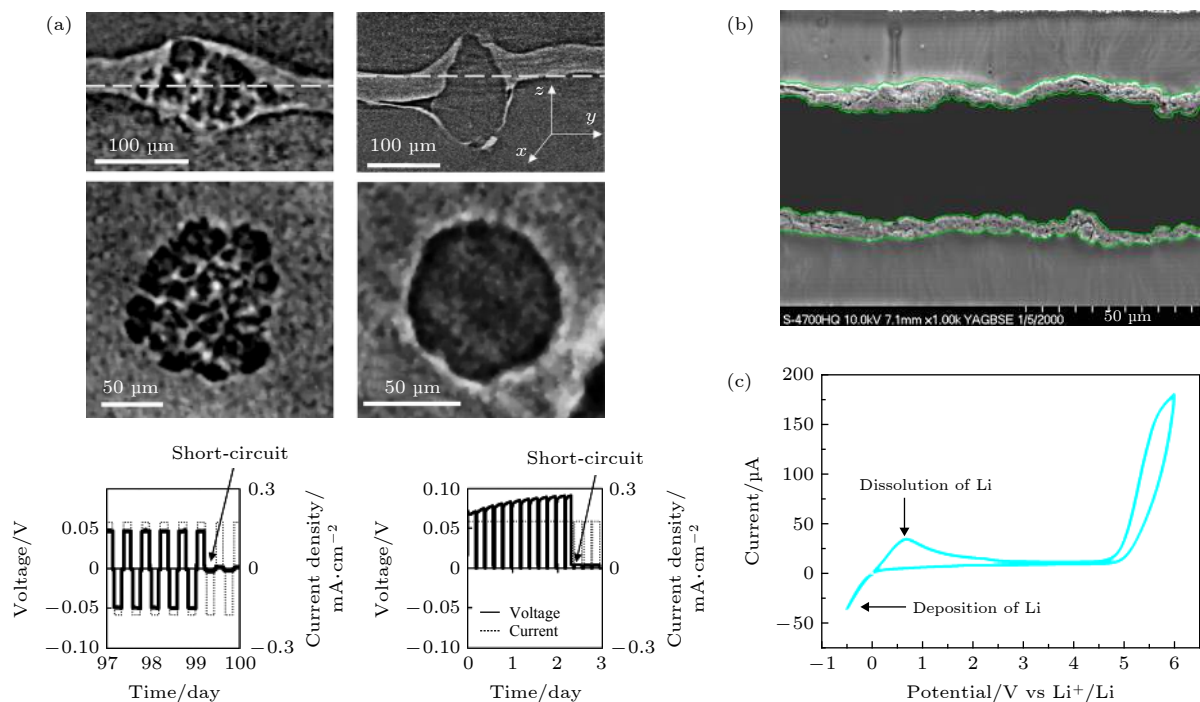 (a)
100 µm
100 µm
z
y
x
50 µm
50 µm
Short-circuit
Voltage/V
0.05
0
−0.05
−0.10
0.3
0
−0.3
Current density/
mA·cm−2
97 98 99 100
Time/day
Short-circuit
Voltage/V
0.10
0.05
0
−0.05
−0.10
Voltage
Current
0.3
0
−0.3
Current density/
mA·cm−2
0 1 2 3
Time/day
(b)
S-4700HQ 10.0kV 7.1mm x1.00k YAGBSE 1/5/2000 50 µm
(c)
Current/µA
200
150
100
50
0
−50
Dissolution of Li
Deposition of Li
−1 0 1 2 3 4 5 6
Potential/V vs Li+/Li